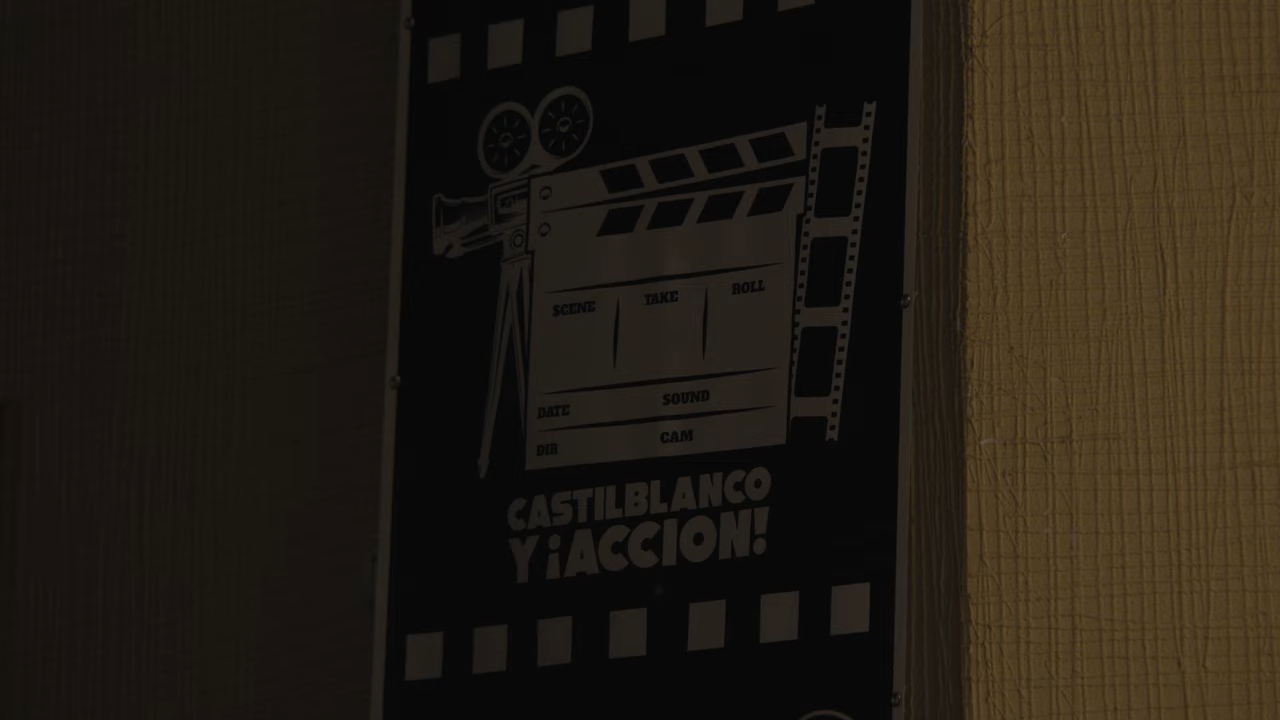 SCENE TAKE ROLL
DATE SOUND
DIR CAM
CASTILBLANCO
Y ¡ACCION!